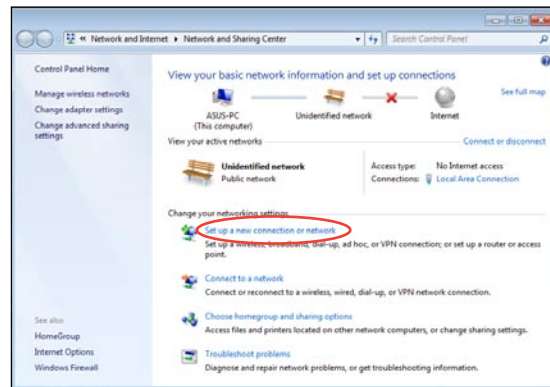 « Network and Internet ▸ Network and Sharing Center
Search Control Panel
Control Panel Home
Manage wireless networks
Change adapter settings
Change advanced sharing
settings
See also
HomeGroup
Internet Options
Windows Firewall
View your basic network information and set up connections
See full map
ASUS-PC
(This computer)
Unidentified network
Internet
View your active networks
Connect or disconnect
Unidentified network
Public network
Access type: No Internet access
Connections: Local Area Connection
Change your networking settings
Set up a new connection or network
Set up a wireless, broadband, dial-up, ad hoc, or VPN connection; or set up a router or access
point.
Connect to a network
Connect or reconnect to a wireless, wired, dial-up, or VPN network connection.
Choose homegroup and sharing options
Access files and printers located on other network computers, or change sharing settings.
Troubleshoot problems
Diagnose and repair network problems, or get troubleshooting information.